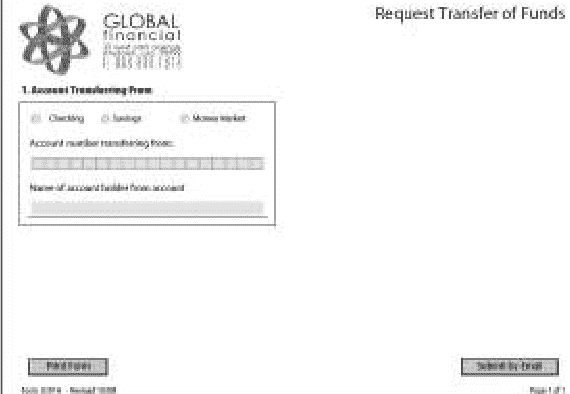 GLOBAL
financial
Request Transfer of Funds
1. Account Transferring From
Checking Savings Money Market
Account number transferring from:
Name of account holder from account
Print Form
Submit by Email
Page 1 of 1